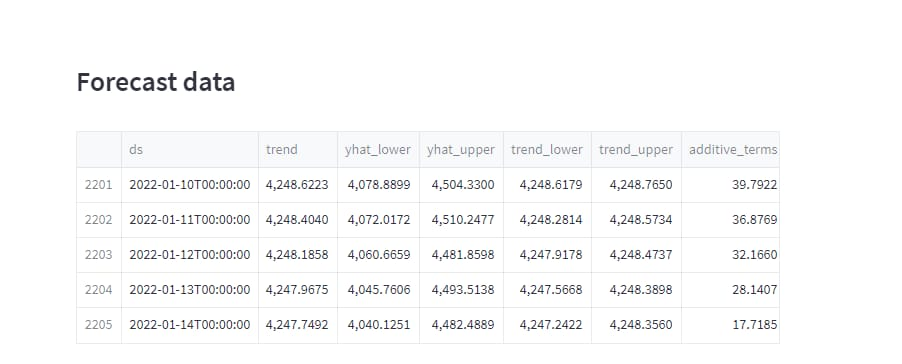 Forecast data
ds trend yhat_lower yhat_upper trend_lower trend_upper additive_terms
2201 2022-01-10T00:00:00 4,248.6223 4,078.8899 4,504.3300 4,248.6179 4,248.7650 39.7922
2202 2022-01-11T00:00:00 4,248.4040 4,072.0172 4,510.2477 4,248.2814 4,248.5734 36.8769
2203 2022-01-12T00:00:00 4,248.1858 4,060.6659 4,481.8598 4,247.9178 4,248.4737 32.1660
2204 2022-01-13T00:00:00 4,247.9675 4,045.7606 4,493.5138 4,247.5668 4,248.3898 28.1407
2205 2022-01-14T00:00:00 4,247.7492 4,040.1251 4,482.4889 4,247.2422 4,248.3560 17.7185